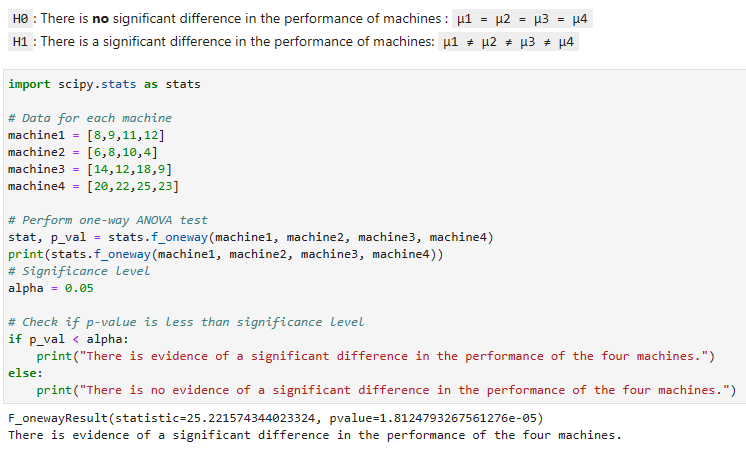 H0 : There is no significant difference in the performance of machines : μ1 = μ2 = μ3 = μ4
H1 : There is a significant difference in the performance of machines: μ1 ≠ μ2 ≠ μ3 ≠ μ4
import scipy.stats as stats
# Data for each machine
machine1 = [8,9,11,12]
machine2 = [6,8,10,4]
machine3 = [14,12,18,9]
machine4 = [20,22,25,23]
# Perform one-way ANOVA test
stat, p_val = stats.f_oneway(machine1, machine2, machine3, machine4)
print(stats.f_oneway(machine1, machine2, machine3, machine4))
# Significance level
alpha = 0.05
# Check if p-value is less than significance level
if p_val < alpha:
    print("There is evidence of a significant difference in the performance of the four machines.")
else:
    print("There is no evidence of a significant difference in the performance of the four machines.")
F_onewayResult(statistic=25.221574344023324, pvalue=1.8124793267561276e-05)
There is evidence of a significant difference in the performance of the four machines.